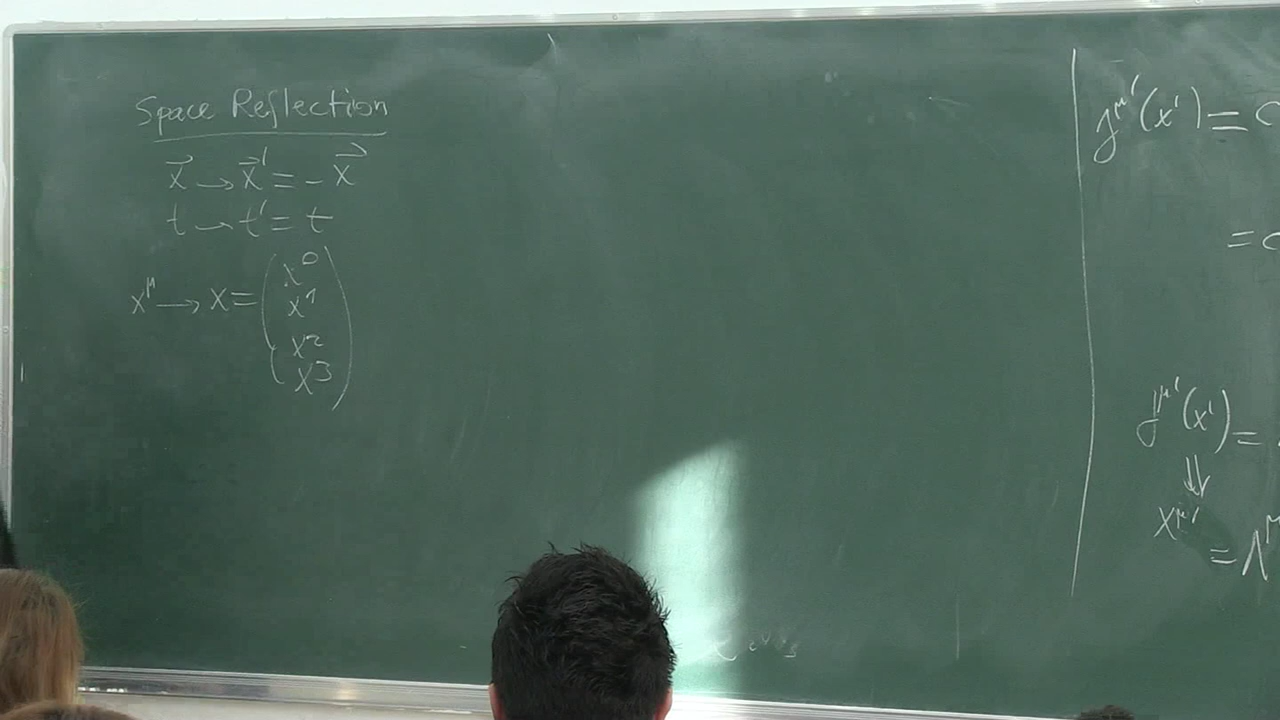 Space Reflection
x⃗ → x⃗' = - x⃗
t → t' = t
x^μ → x = (x^0
x^1
x^2
x^3)
j^μ'(x') =
=
j^μ'(x') =
⇓
x^μ'
= Λ^μ